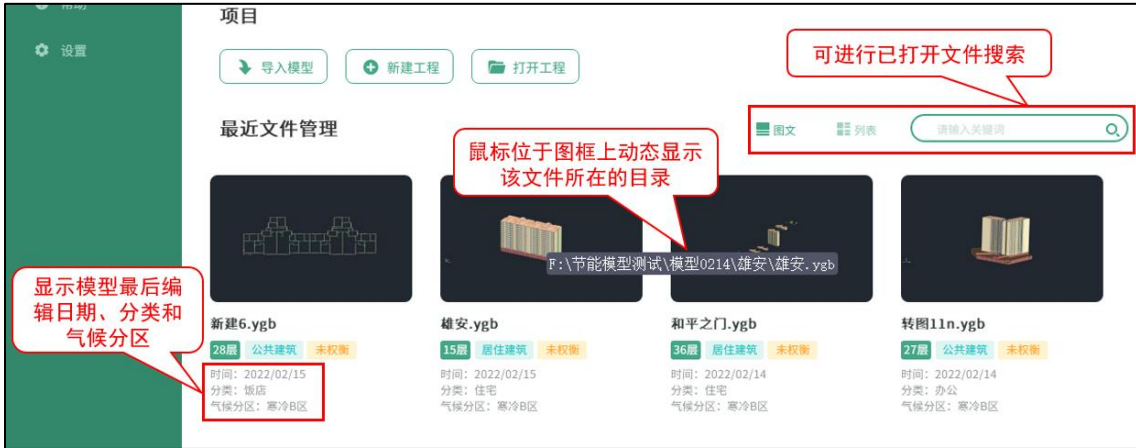 帮助
项目
设置
导入模型
新建工程
打开工程
可进行已打开文件搜索
最近文件管理
图文
列表
请输入关键词
鼠标位于图框上动态显示
该文件所在的目录
F:\节能模型测试\模型0214\雄安\雄安.ygb
显示模型最后编
辑日期、分类和
气候分区
新建6.ygb
28层 公共建筑 未权衡
时间：2022/02/15
分类：饭店
气候分区：寒冷B区
雄安.ygb
15层 居住建筑 未权衡
时间：2022/02/15
分类：住宅
气候分区：寒冷B区
和平之门.ygb
36层 居住建筑 未权衡
时间：2022/02/14
分类：住宅
气候分区：寒冷B区
转图11n.ygb
27层 公共建筑 未权衡
时间：2022/02/14
分类：办公
气候分区：寒冷B区